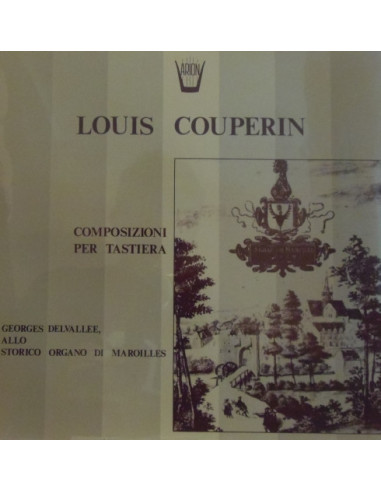 ARION
LOUIS COUPERIN
COMPOSIZIONI
PER TASTIERA
GEORGES DELVALLEE,
ALLO
STORICO ORGANO DI MAROILLES